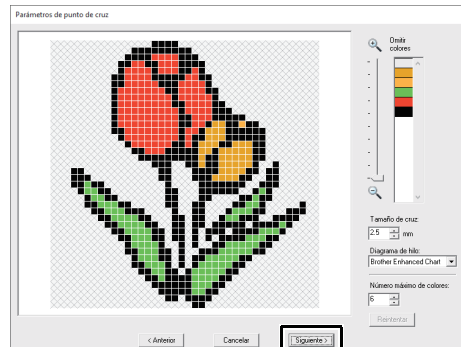 Parámetros de punto de cruz
Omitir
colores
Tamaño de cruz:
2.5 mm
Diagrama de hilo:
Brother Enhanced Chart
Número máximo de colores:
6
Reintentar
< Anterior
Cancelar
Siguiente >